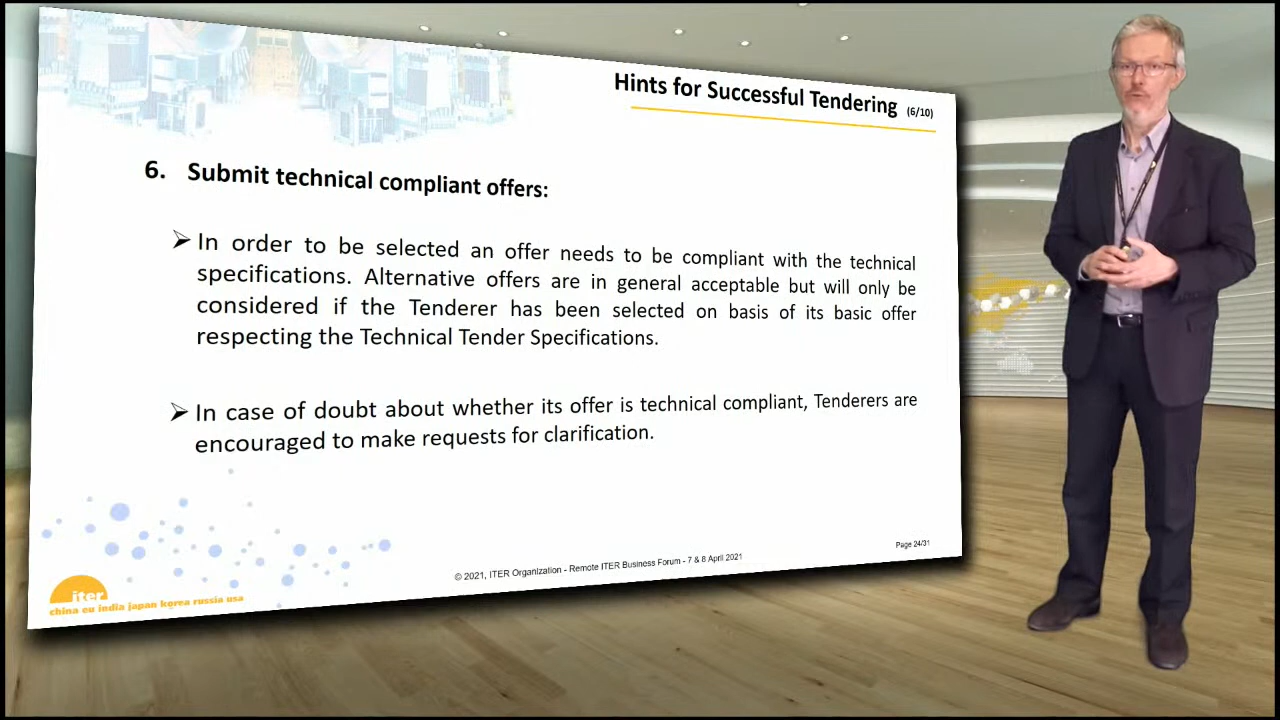 Hints for Successful Tendering (6/10)
6. Submit technical compliant offers:
➢ In order to be selected an offer needs to be compliant with the technical
specifications. Alternative offers are in general acceptable but will only be
considered if the Tenderer has been selected on basis of its basic offer
respecting the Technical Tender Specifications.
➢ In case of doubt about whether its offer is technical compliant, Tenderers are
encouraged to make requests for clarification.
Page 24/31
© 2021, ITER Organization - Remote ITER Business Forum - 7 & 8 April 2021
iter
china eu india japan korea russia usa